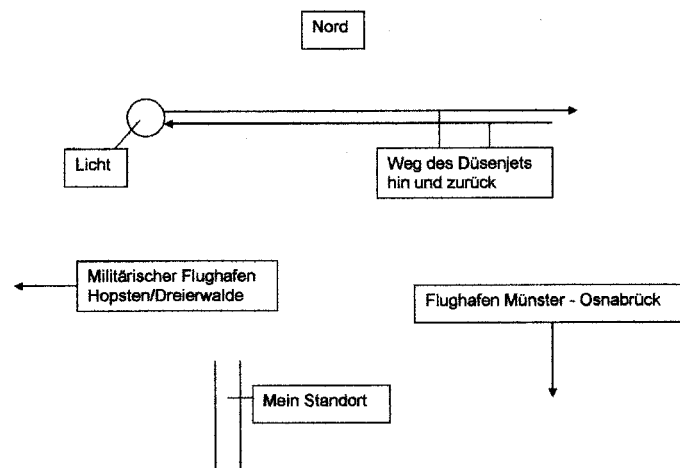 Nord
Licht
Weg des Düsenjets
hin und zurück
Militärischer Flughafen
Hopsten/Dreierwalde
Flughafen Münster - Osnabrück
Mein Standort